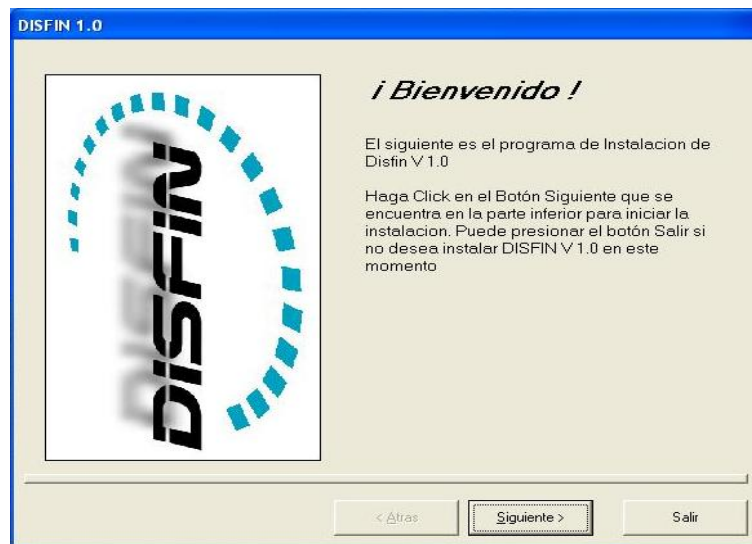 DISFIN 1.0
DISFIN
¡ Bienvenido !
El siguiente es el programa de Instalacion de
Disfin V 1.0
Haga Click en el Botón Siguiente que se
encuentra en la parte inferior para iniciar la
instalacion. Puede presionar el botón Salir si
no desea instalar DISFIN V 1.0 en este
momento
< Atras
Siguiente >
Salir